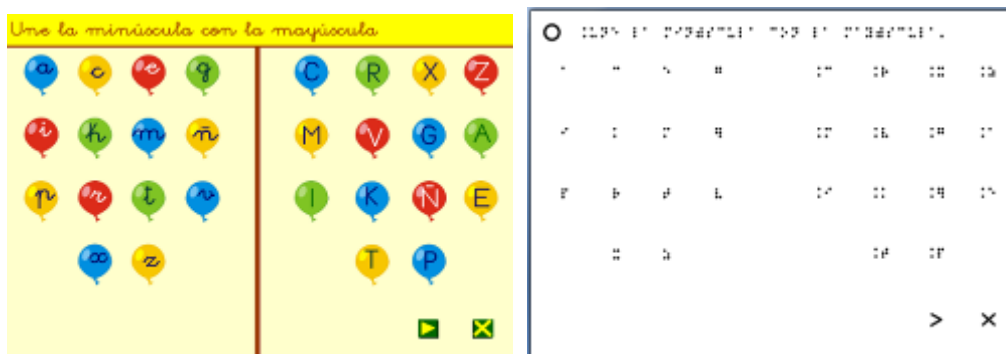 Une la minúscula con la mayúscula
a c e g C R X Z
i k m ñ M V G A
p r t v I K Ñ E
x z T P
⠨⠥⠝⠑ ⠇⠁ ⠍⠊⠝⠾⠎⠉⠥⠇⠁ ⠉⠕⠝ ⠇⠁ ⠍⠁⠽⠾⠎⠉⠥⠇⠁⠄
⠁ ⠉ ⠑ ⠛ ⠨⠉ ⠨⠗ ⠨⠭ ⠨⠵
⠊ ⠅ ⠍ ⠻ ⠨⠍ ⠨⠧ ⠨⠛ ⠨⠁
⠏ ⠗ ⠞ ⠧ ⠨⠊ ⠨⠅ ⠨⠻ ⠨⠑
⠭ ⠵ ⠨⠞ ⠨⠏